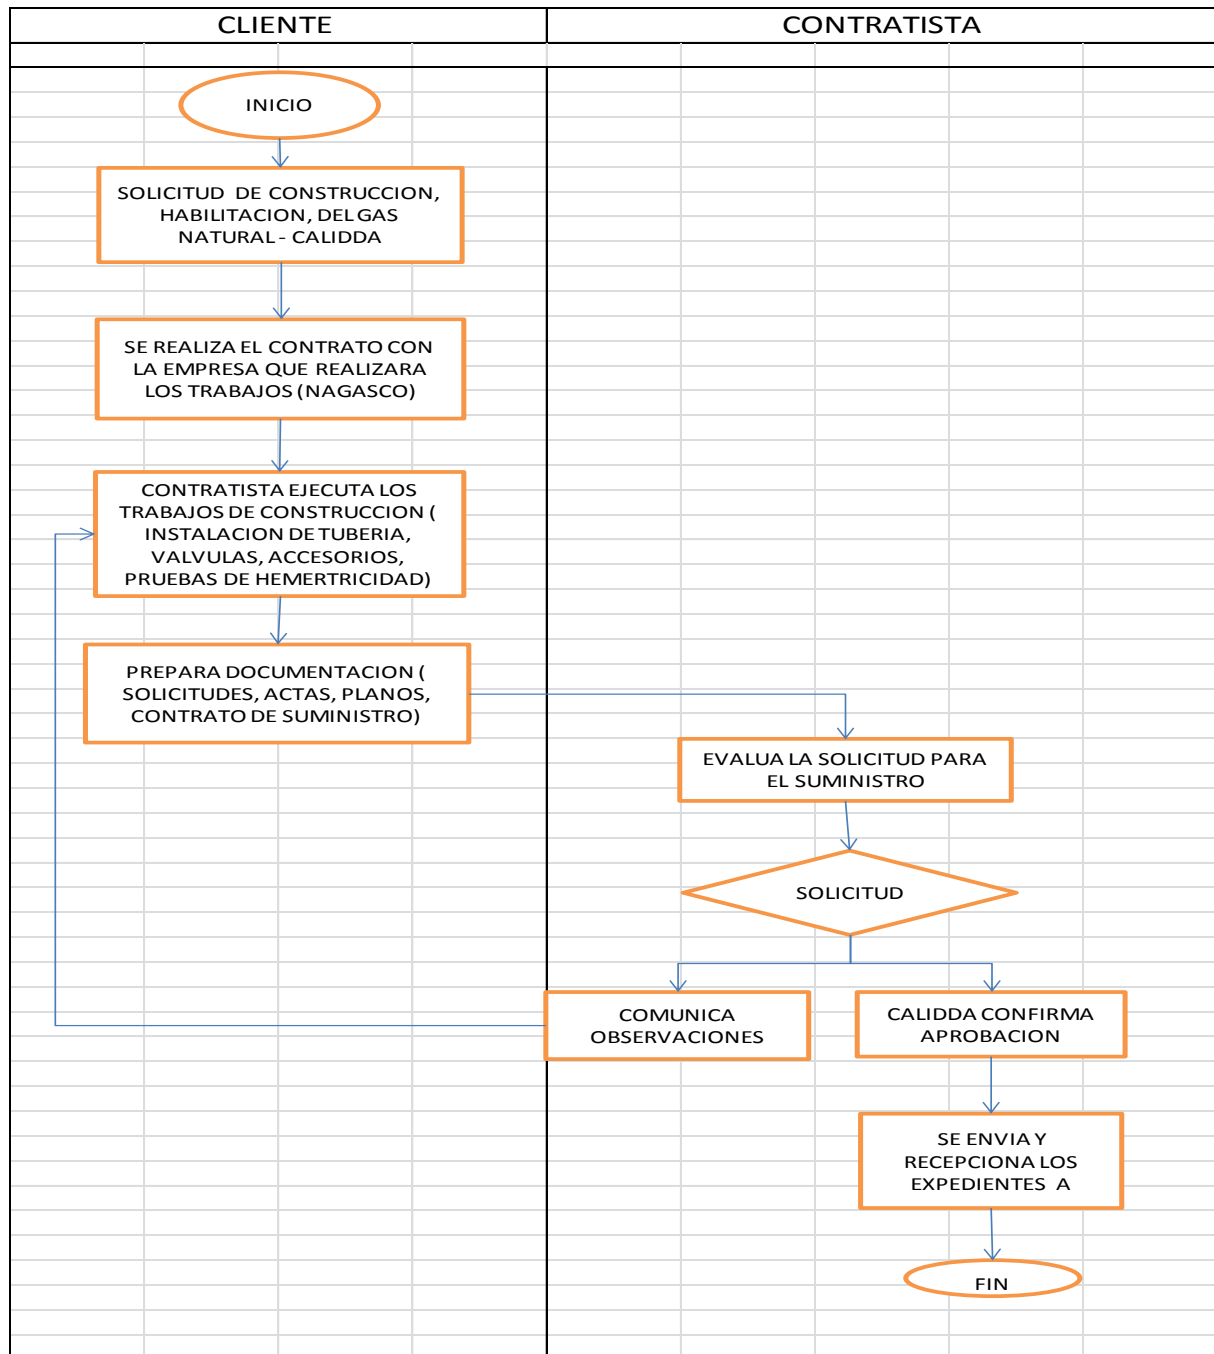 CLIENTE
CONTRATISTA
INICIO
SOLICITUD DE CONSTRUCCION,
HABILITACION, DEL GAS
NATURAL - CALIDDA
SE REALIZA EL CONTRATO CON
LA EMPRESA QUE REALIZARA
LOS TRABAJOS (NAGASCO)
CONTRATISTA EJECUTA LOS
TRABAJOS DE CONSTRUCCION (
INSTALACION DE TUBERIA,
VALVULAS, ACCESORIOS,
PRUEBAS DE HEMERTRICIDAD)
PREPARA DOCUMENTACION (
SOLICITUDES, ACTAS, PLANOS,
CONTRATO DE SUMINISTRO)
EVALUA LA SOLICITUD PARA
EL SUMINISTRO
SOLICITUD
COMUNICA
OBSERVACIONES
CALIDDA CONFIRMA
APROBACION
SE ENVIA Y
RECEPCIONA LOS
EXPEDIENTES A
FIN